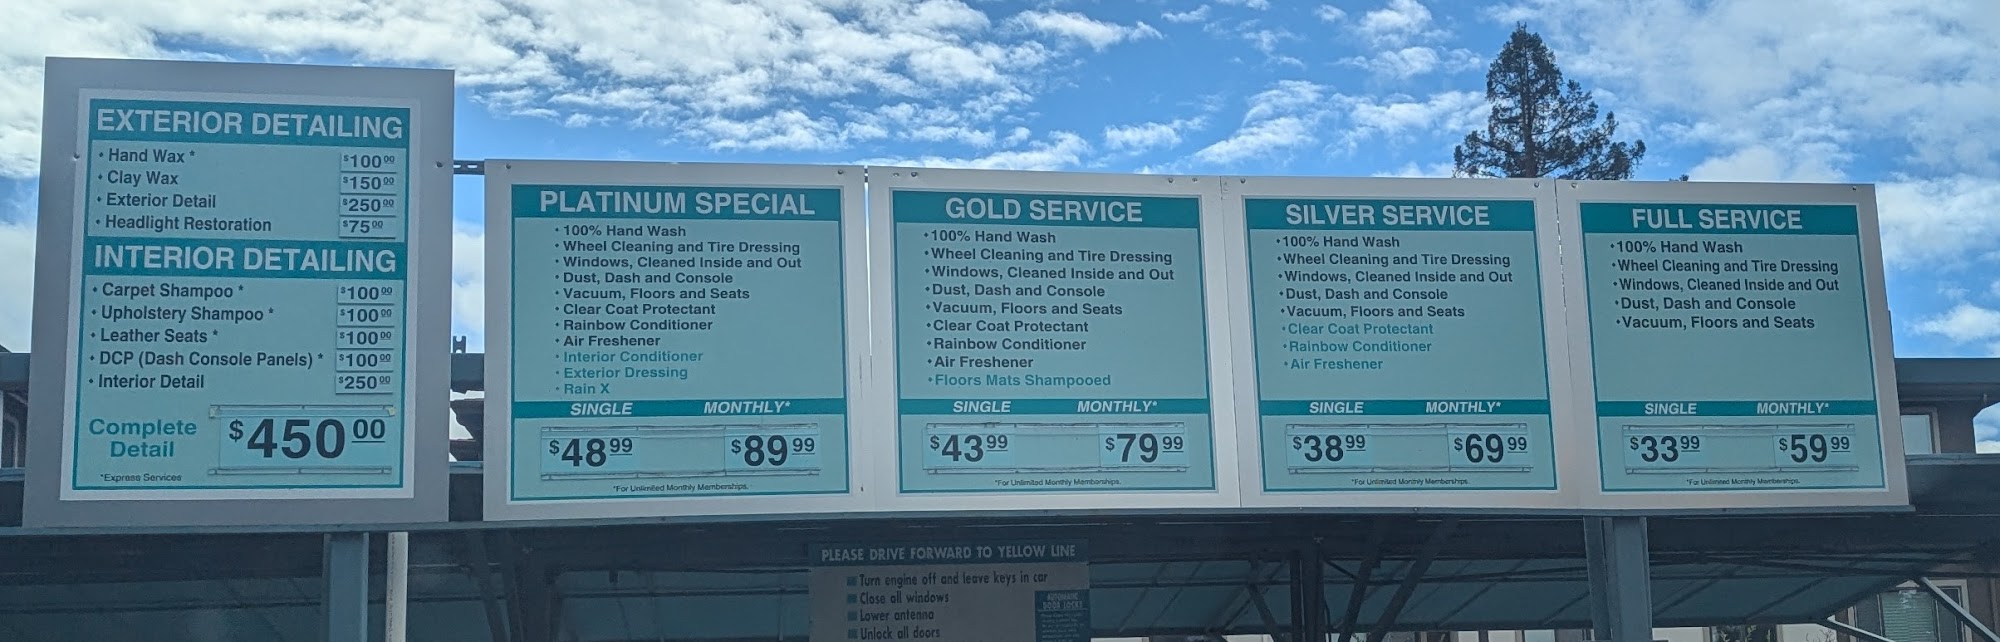 EXTERIOR DETAILING
• Hand Wax * $100 00
• Clay Wax $150 00
• Exterior Detail $250 00
• Headlight Restoration $75 00
INTERIOR DETAILING
• Carpet Shampoo * $100 00
• Upholstery Shampoo * $100 00
• Leather Seats * $100 00
• DCP (Dash Console Panels) * $100 00
• Interior Detail $250 00
Complete
Detail
$450 00
*Express Services
PLATINUM SPECIAL
• 100% Hand Wash
• Wheel Cleaning and Tire Dressing
• Windows, Cleaned Inside and Out
• Dust, Dash and Console
• Vacuum, Floors and Seats
• Clear Coat Protectant
• Rainbow Conditioner
• Air Freshener
• Interior Conditioner
• Exterior Dressing
• Rain X
SINGLE MONTHLY*
$48 99 $89 99
*For Unlimited Monthly Memberships.
GOLD SERVICE
• 100% Hand Wash
• Wheel Cleaning and Tire Dressing
• Windows, Cleaned Inside and Out
• Dust, Dash and Console
• Vacuum, Floors and Seats
• Clear Coat Protectant
• Rainbow Conditioner
• Air Freshener
• Floors Mats Shampooed
SINGLE MONTHLY*
$43 99 $79 99
*For Unlimited Monthly Memberships.
SILVER SERVICE
• 100% Hand Wash
• Wheel Cleaning and Tire Dressing
• Windows, Cleaned Inside and Out
• Dust, Dash and Console
• Vacuum, Floors and Seats
• Clear Coat Protectant
• Rainbow Conditioner
• Air Freshener
SINGLE MONTHLY*
$38 99 $69 99
*For Unlimited Monthly Memberships.
FULL SERVICE
• 100% Hand Wash
• Wheel Cleaning and Tire Dressing
• Windows, Cleaned Inside and Out
• Dust, Dash and Console
• Vacuum, Floors and Seats
SINGLE MONTHLY*
$33 99 $59 99
*For Unlimited Monthly Memberships.
PLEASE DRIVE FORWARD TO YELLOW LINE
Turn engine off and leave keys in car
Close all windows
Lower antenna
Unlock all doors
AUTOMATIC
DOOR LOCKS